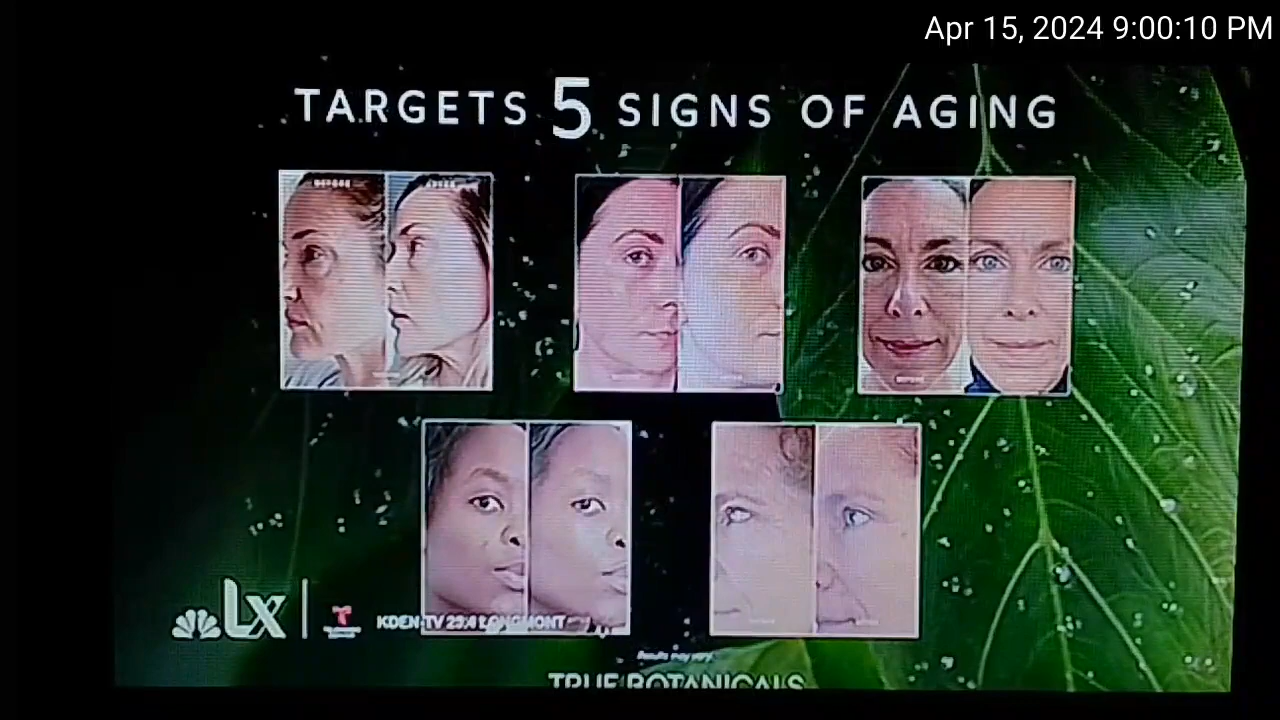 Apr 15, 2024 9:00:10 PM
TARGETS 5 SIGNS OF AGING
BEFORE
Lx
KDEN-TV 25.4 LONGMONT
Results may vary.
TRUE BOTANICALS